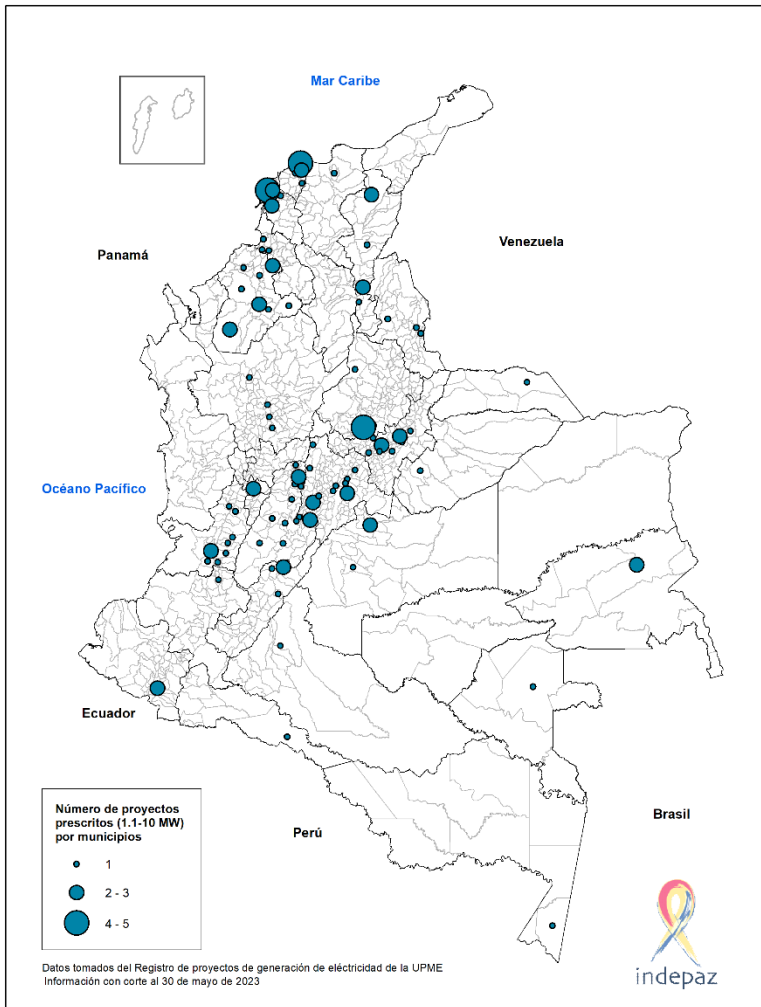 Mar Caribe
Panamá
Venezuela
Océano Pacífico
Ecuador
Perú
Brasil
Número de proyectos
prescritos (1.1-10 MW)
por municipios
1
2 - 3
4 - 5
indepaz
Datos tomados del Registro de proyectos de generación de eléctricidad de la UPME
Información con corte al 30 de mayo de 2023